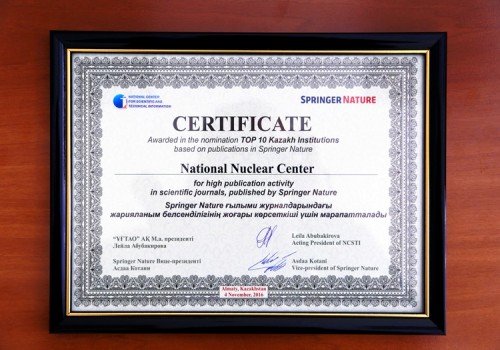 NATIONAL CENTER
FOR SCIENTIFIC AND
TECHNICAL INFORMATION
SPRINGER NATURE
CERTIFICATE
Awarded in the nomination TOP 10 Kazakh Institutions
based on publications in Springer Nature
National Nuclear Center
for high publication activity
in scientific journals, published by Springer Nature
Springer Nature ғылыми журналдарындағы
жарияланым белсенділігінің жоғары көрсеткіші үшін марапатталады
"ҰҒТАО" АҚ М.а. президенті
Лейла Абубакирова
Leila Abubakirova
Acting President of NCSTI
Springer Nature Вице-президенті
Асдаа Котани
Asdaa Kotani
Vice-president of Springer Nature
Almaty, Kazakhstan
4 November, 2016